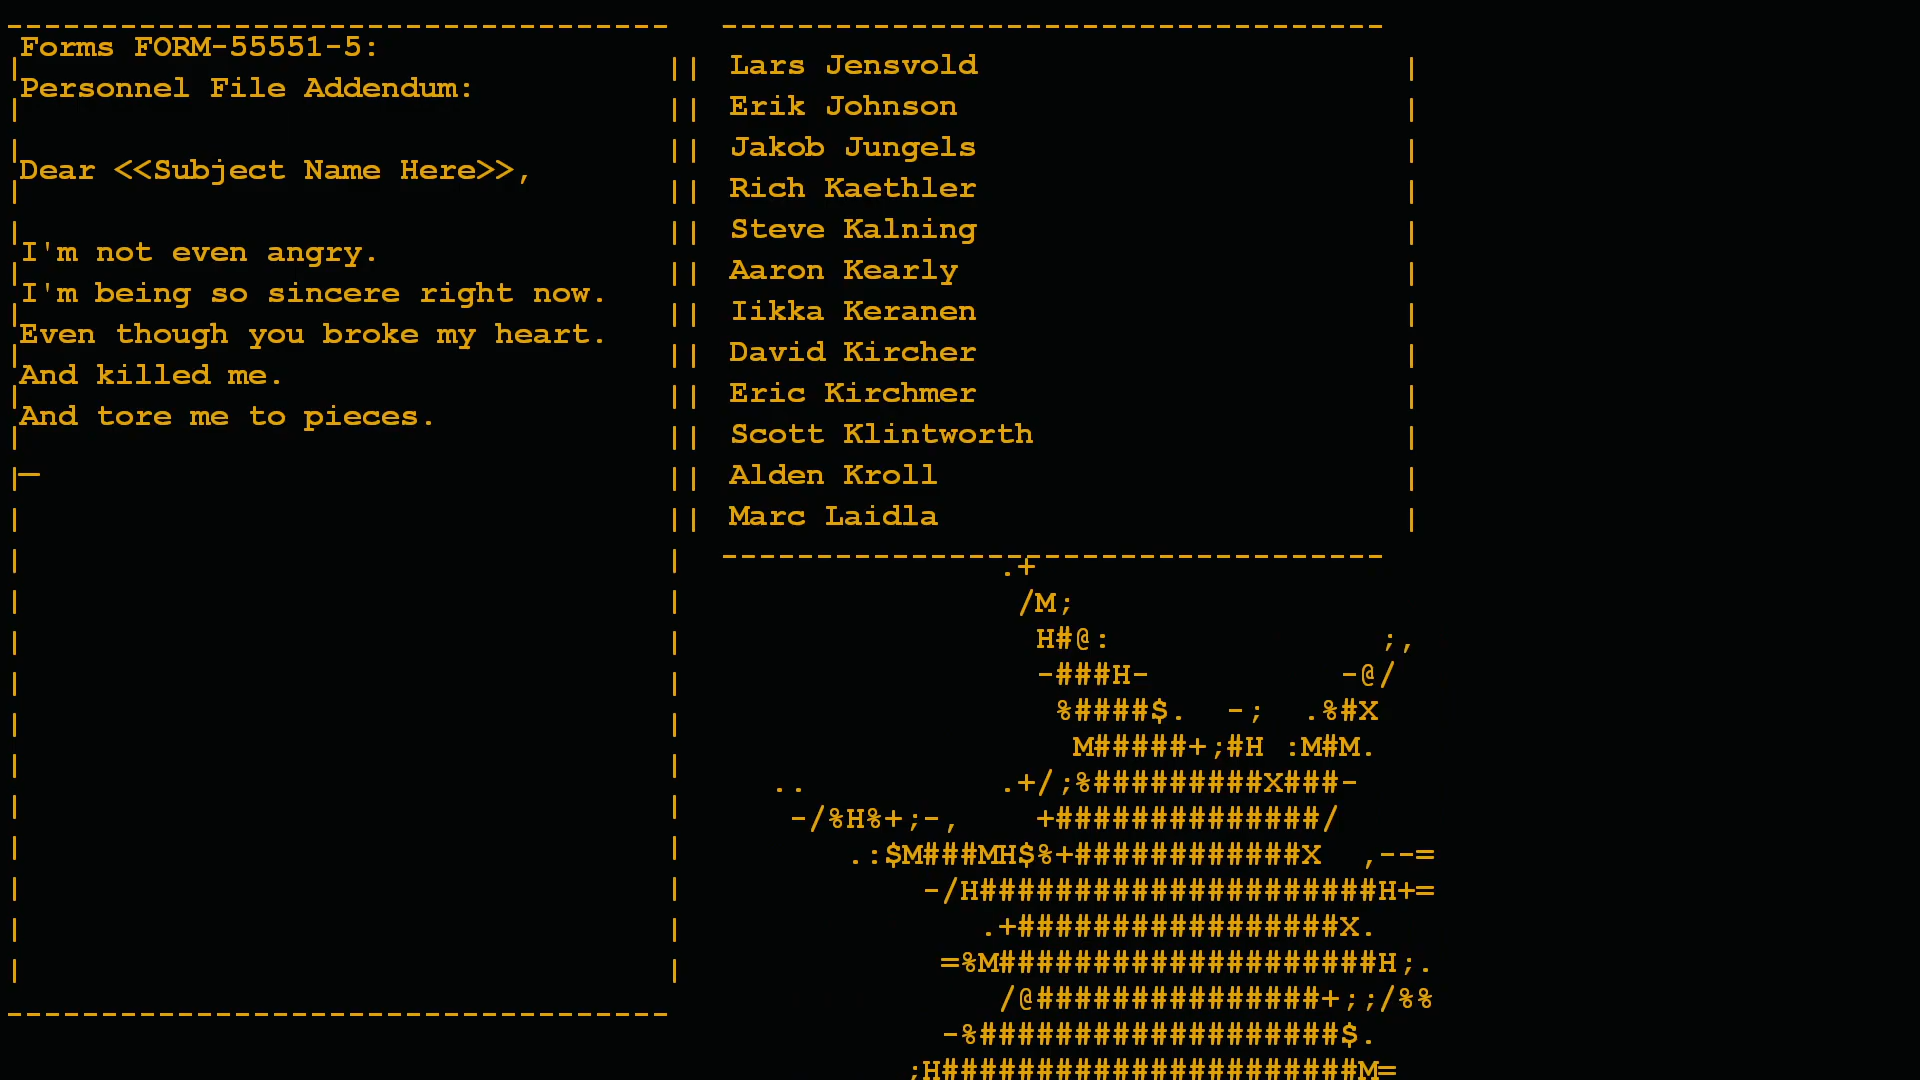 Forms FORM-55551-5:
Personnel File Addendum:
Dear <<Subject Name Here>>,
I'm not even angry.
I'm being so sincere right now.
Even though you broke my heart.
And killed me.
And tore me to pieces.
Lars Jensvold
Erik Johnson
Jakob Jungels
Rich Kaethler
Steve Kalning
Aaron Kearly
Iikka Keranen
David Kircher
Eric Kirchmer
Scott Klintworth
Alden Kroll
Marc Laidla